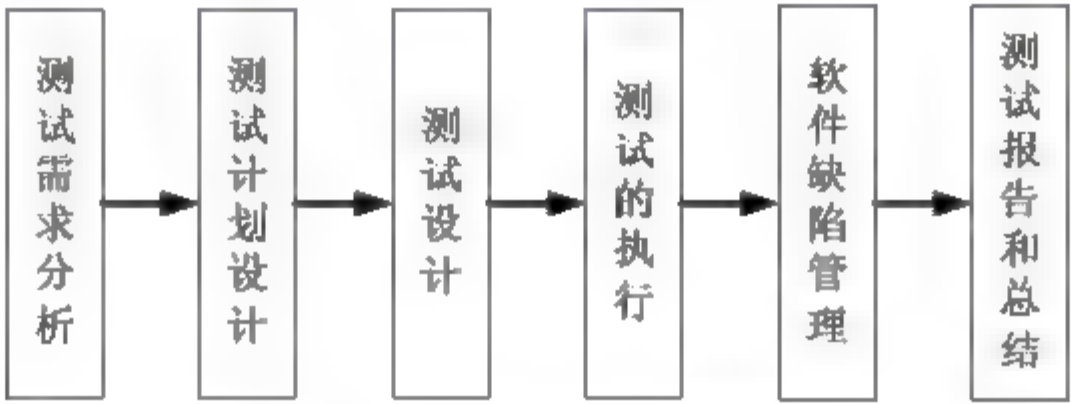 测试需求分析
测试计划设计
测试设计
测试的执行
软件缺陷管理
测试报告和总结